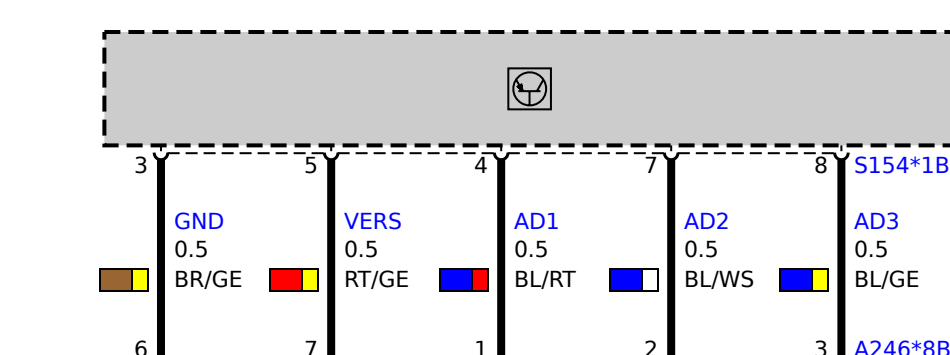 3 5 4 7 8 S154*1B
GND VERS AD1 AD2 AD3
0.5 0.5 0.5 0.5 0.5
BR/GE RT/GE BL/RT BL/WS BL/GE
6 7 1 2 3 A246*8B